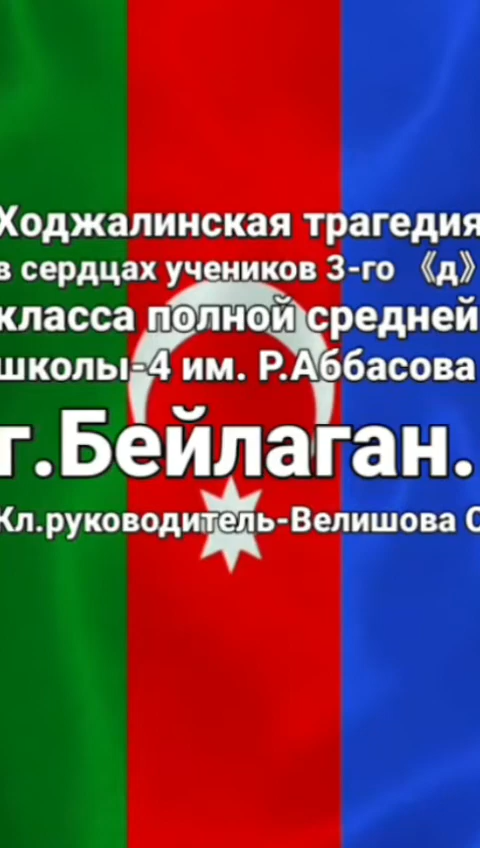 Ходжалинская трагедия
в сердцах учеников 3-го 《д》
класса полной средней
школы-4 им. Р.Аббасова
г.Бейлаган.
Кл.руководитель-Велишова С